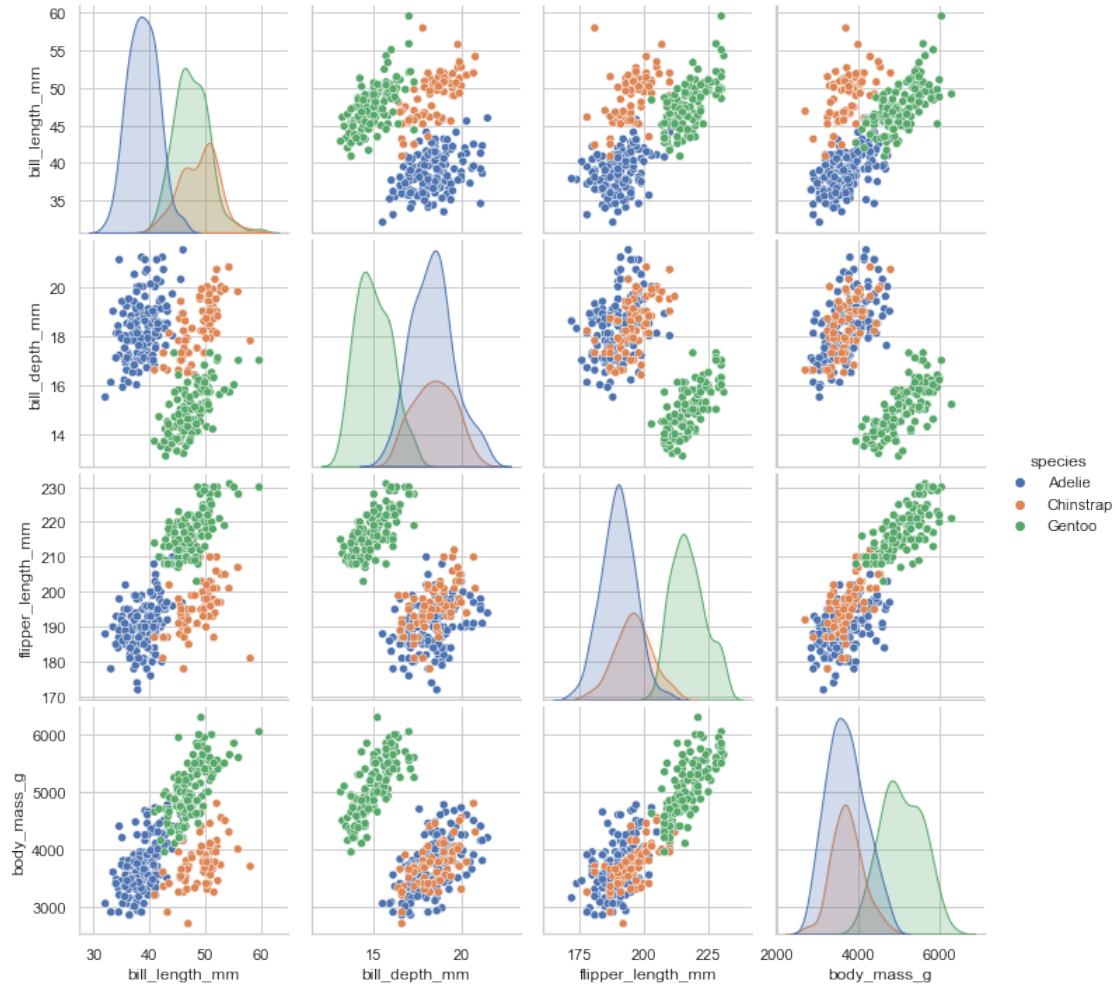 60
55
50
45
40
35
bill_length_mm
20
18
16
14
bill_depth_mm
species
Adelie
Chinstrap
Gentoo
230
220
210
200
190
180
170
flipper_length_mm
6000
5000
4000
3000
body_mass_g
30 40 50 60
bill_length_mm
15 20
bill_depth_mm
175 200 225
flipper_length_mm
2000 4000 6000
body_mass_g